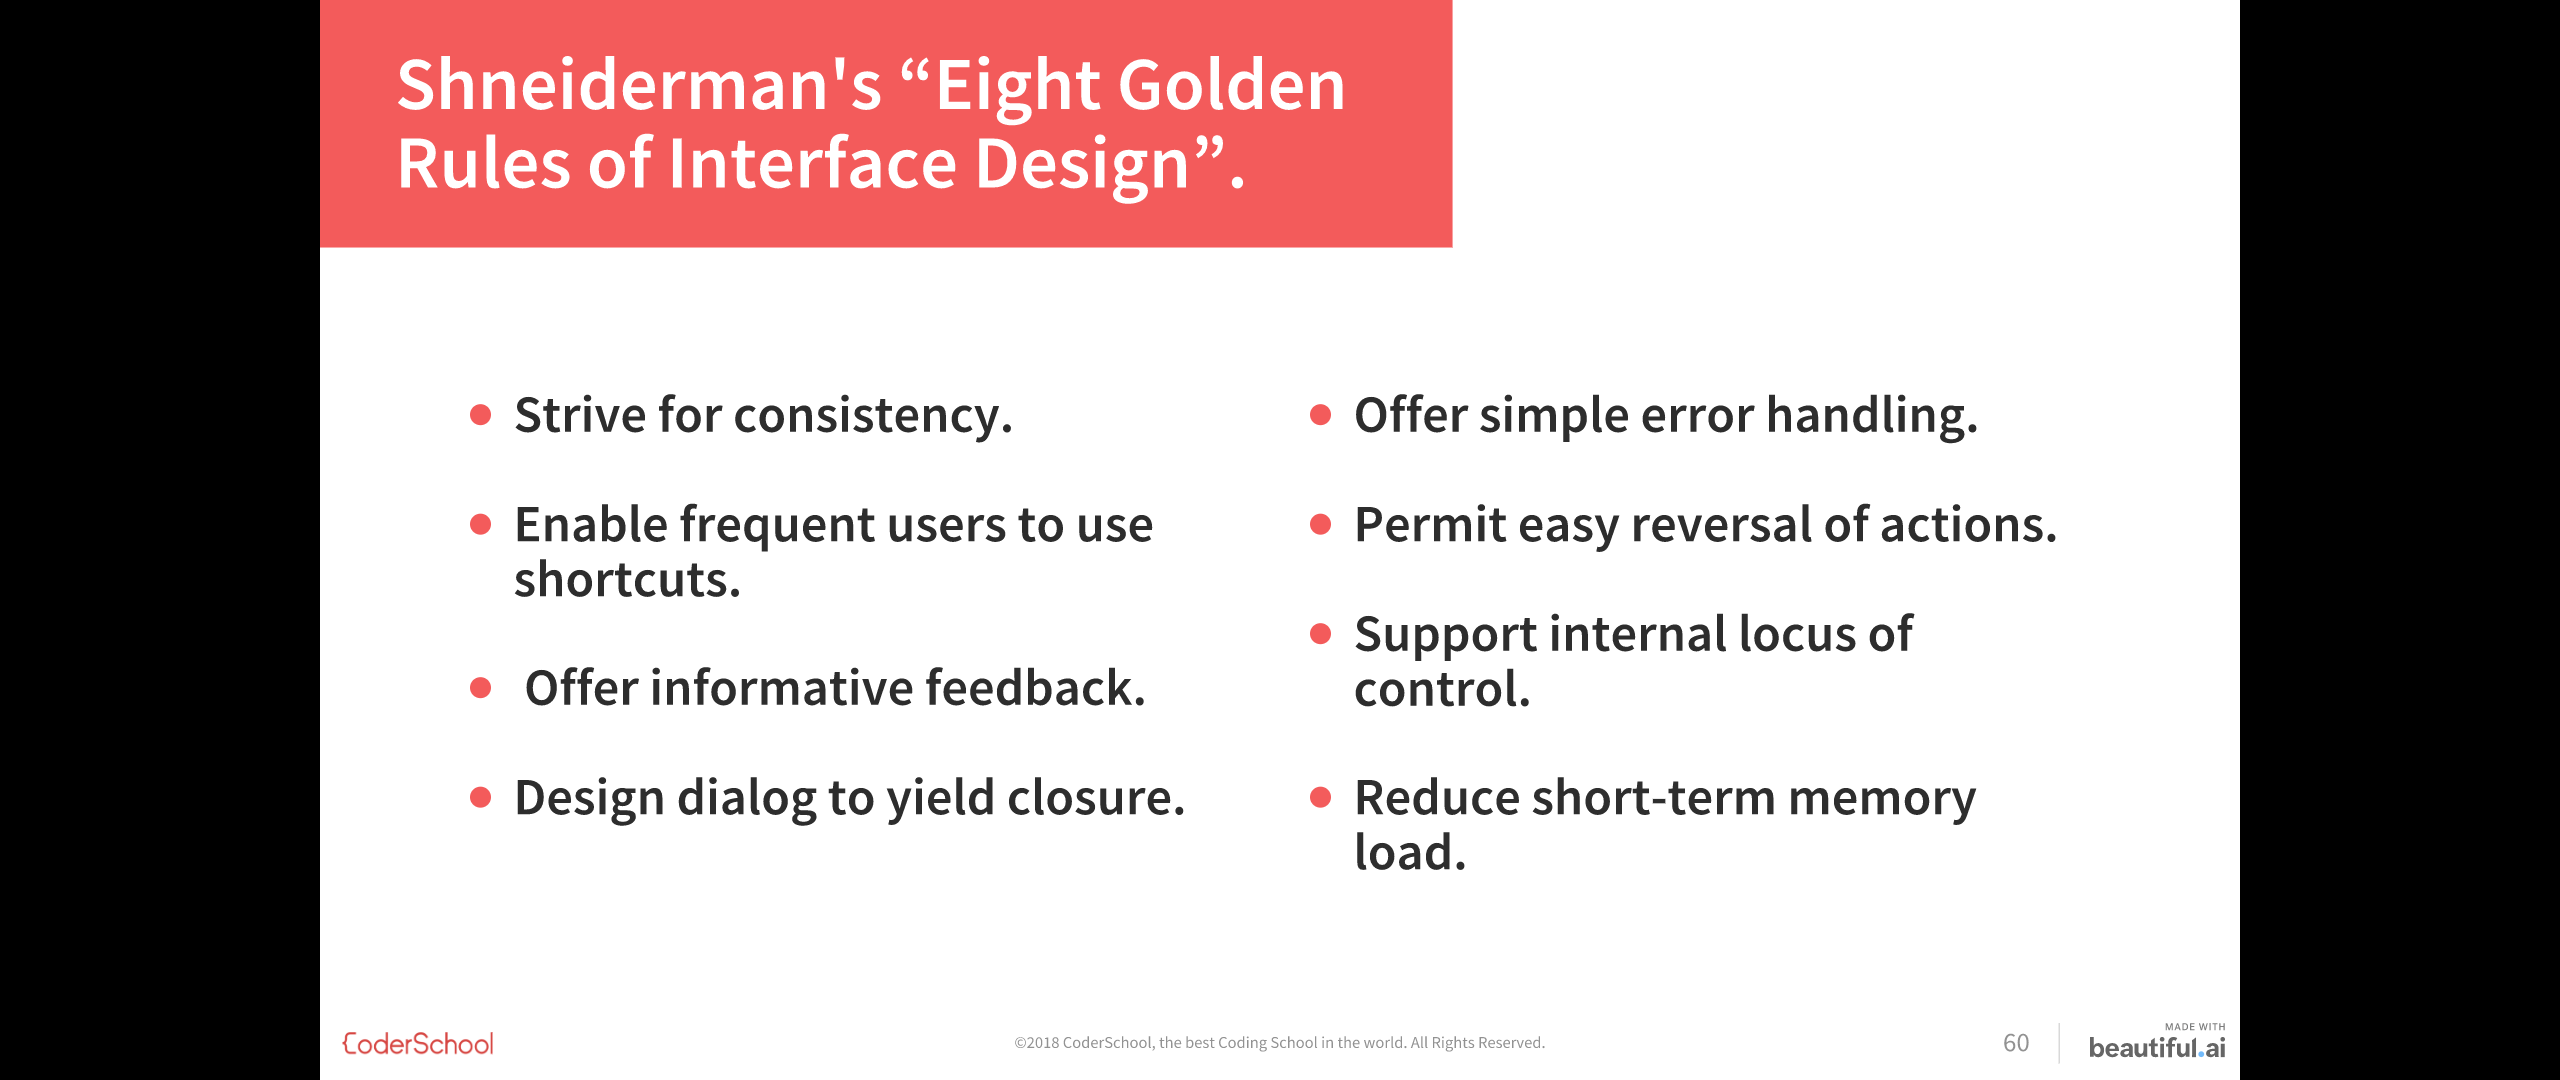 Shneiderman's “Eight Golden
Rules of Interface Design”.
Strive for consistency.
Enable frequent users to use
shortcuts.
Offer informative feedback.
Design dialog to yield closure.
Offer simple error handling.
Permit easy reversal of actions.
Support internal locus of
control.
Reduce short-term memory
load.
CoderSchool
©2018 CoderSchool, the best Coding School in the world. All Rights Reserved.
60
MADE WITH
beautiful.ai